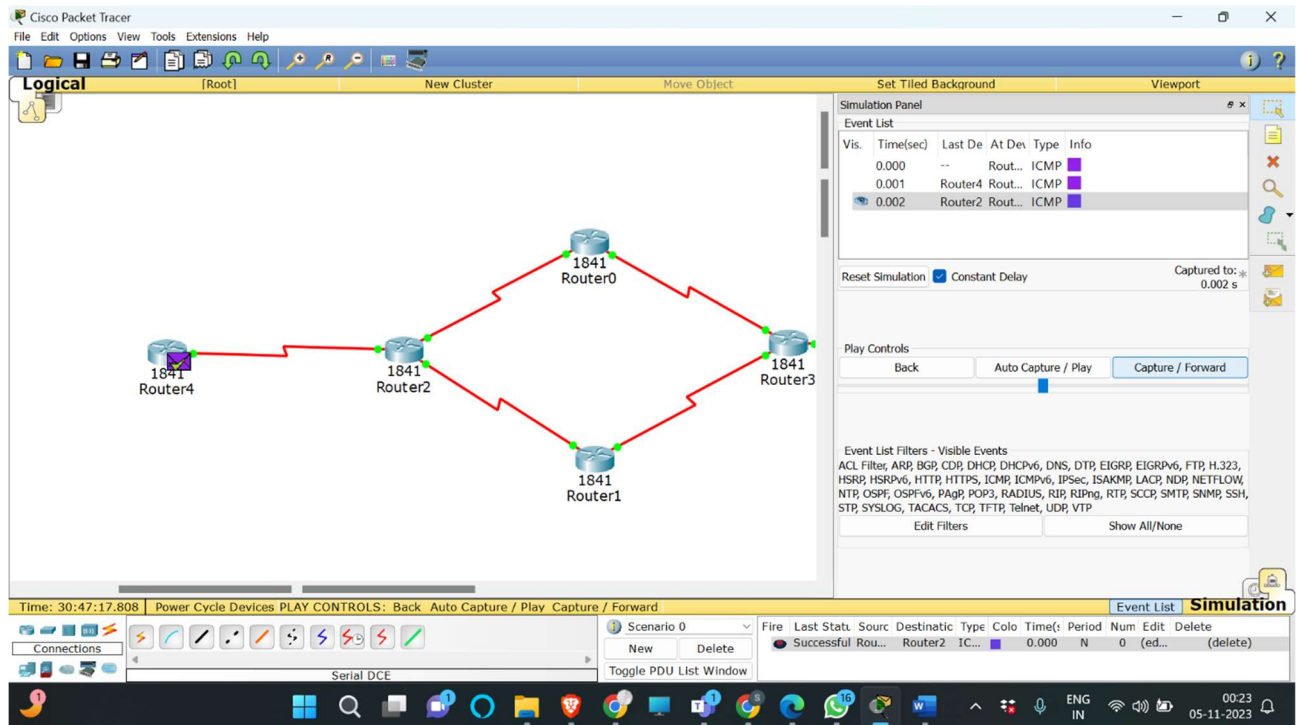 Cisco Packet Tracer
File Edit Options View Tools Extensions Help
Logical [Root] New Cluster Move Object Set Tiled Background Viewport
Simulation Panel
Event List
Vis. Time(sec) Last De At Dev Type Info
0.000 -- Rout... ICMP
0.001 Router4 Rout... ICMP
0.002 Router2 Rout... ICMP
Reset Simulation Constant Delay Captured to: *
0.002 s
Play Controls
Back Auto Capture / Play Capture / Forward
Event List Filters - Visible Events
ACL Filter, ARP, BGP, CDP, DHCP, DHCPv6, DNS, DTP, EIGRP, EIGRPv6, FTP, H.323,
HSRP, HSRPv6, HTTP, HTTPS, ICMP, ICMPv6, IPSec, ISAKMP, LACP, NDP, NETFLOW,
NTP, OSPF, OSPFv6, PAgP, POP3, RADIUS, RIP, RIPng, RTP, SCCP, SMTP, SNMP, SSH,
STP, SYSLOG, TACACS, TCP, TFTP, Telnet, UDP, VTP
Edit Filters Show All/None
1841
Router0
1841
Router4
1841
Router2
1841
Router3
1841
Router1
Time: 30:47:17.808 Power Cycle Devices PLAY CONTROLS: Back Auto Capture / Play Capture / Forward Event List Simulation
Connections
Serial DCE
Scenario 0
New Delete
Toggle PDU List Window
Fire Last Statu Sourc Destinatic Type Colo Time(s Period Num Edit Delete
Successful Rou... Router2 IC... 0.000 N 0 (ed... (delete)
1
1
1
S
16
ENG
IN
00:23
05-11-2023